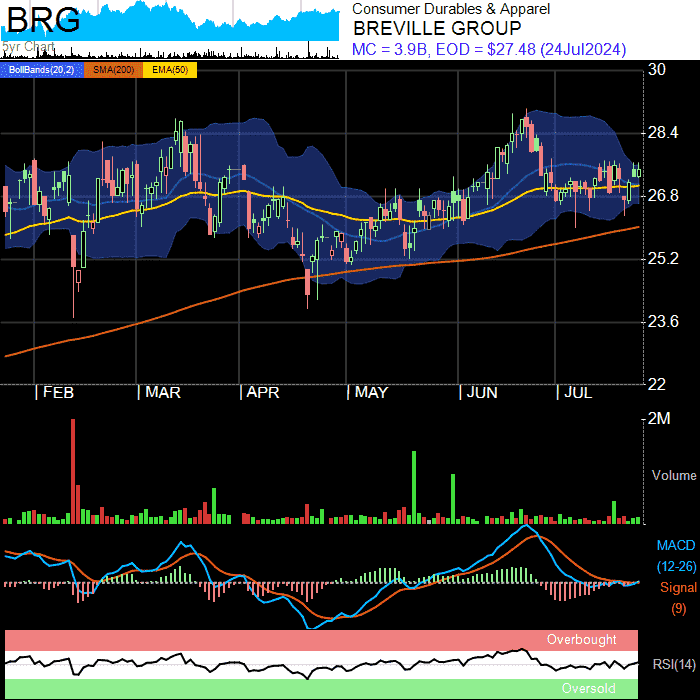 BRG
5yr Chart
Consumer Durables & Apparel
BREVILLE GROUP
MC = 3.9B, EOD = $27.48 (24Jul2024)
BollBands(20,2) SMA(200) EMA(50)
30
28.4
26.8
25.2
23.6
22
FEB MAR APR MAY JUN JUL
2M
Volume
MACD
(12-26)
Signal
(9)
Overbought
RSI(14)
Oversold